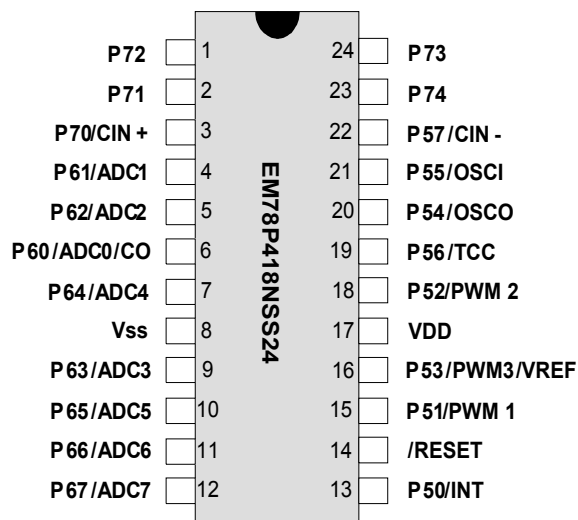 P72 1 24 P73
P71 2 23 P74
P70/CIN + 3 22 P57/CIN -
P61/ADC1 4 21 P55/OSCI
P62/ADC2 5 20 P54/OSCO
P60/ADC0/CO 6 19 P56/TCC
P64/ADC4 7 18 P52/PWM 2
Vss 8 17 VDD
P63/ADC3 9 16 P53/PWM3/VREF
P65/ADC5 10 15 P51/PWM 1
P66/ADC6 11 14 /RESET
P67/ADC7 12 13 P50/INT
EM78P418NSS24